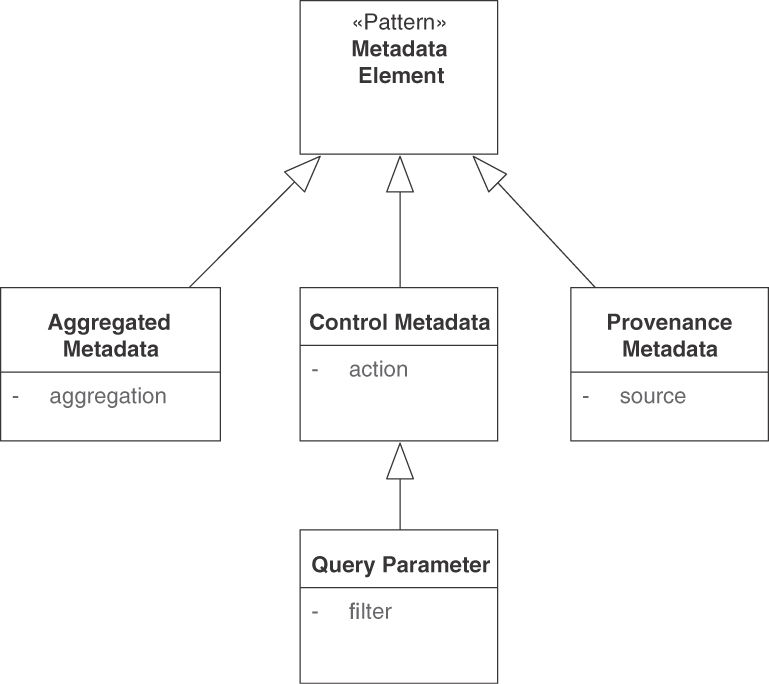 «Pattern»
Metadata
Element
Aggregated
Metadata
- aggregation
Control Metadata
- action
Provenance
Metadata
- source
Query Parameter
- filter